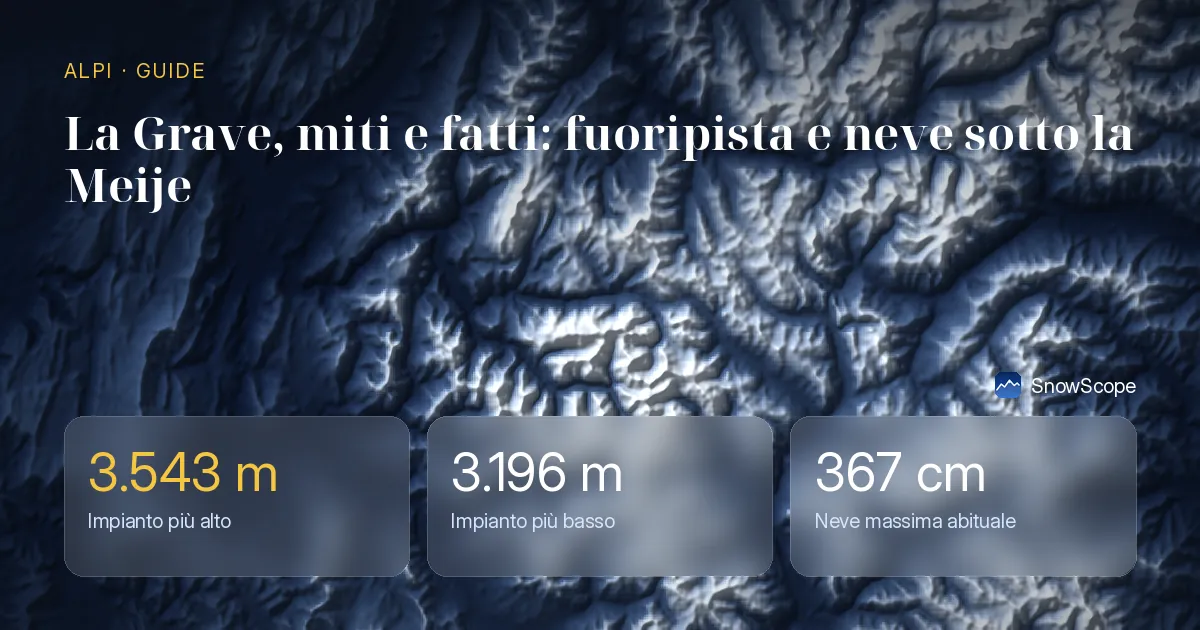 ALPI · GUIDE
La Grave, miti e fatti: fuoripista e neve sotto la
Meije
SnowScope
3.543 m
Impianto più alto
3.196 m
Impianto più basso
367 cm
Neve massima abituale